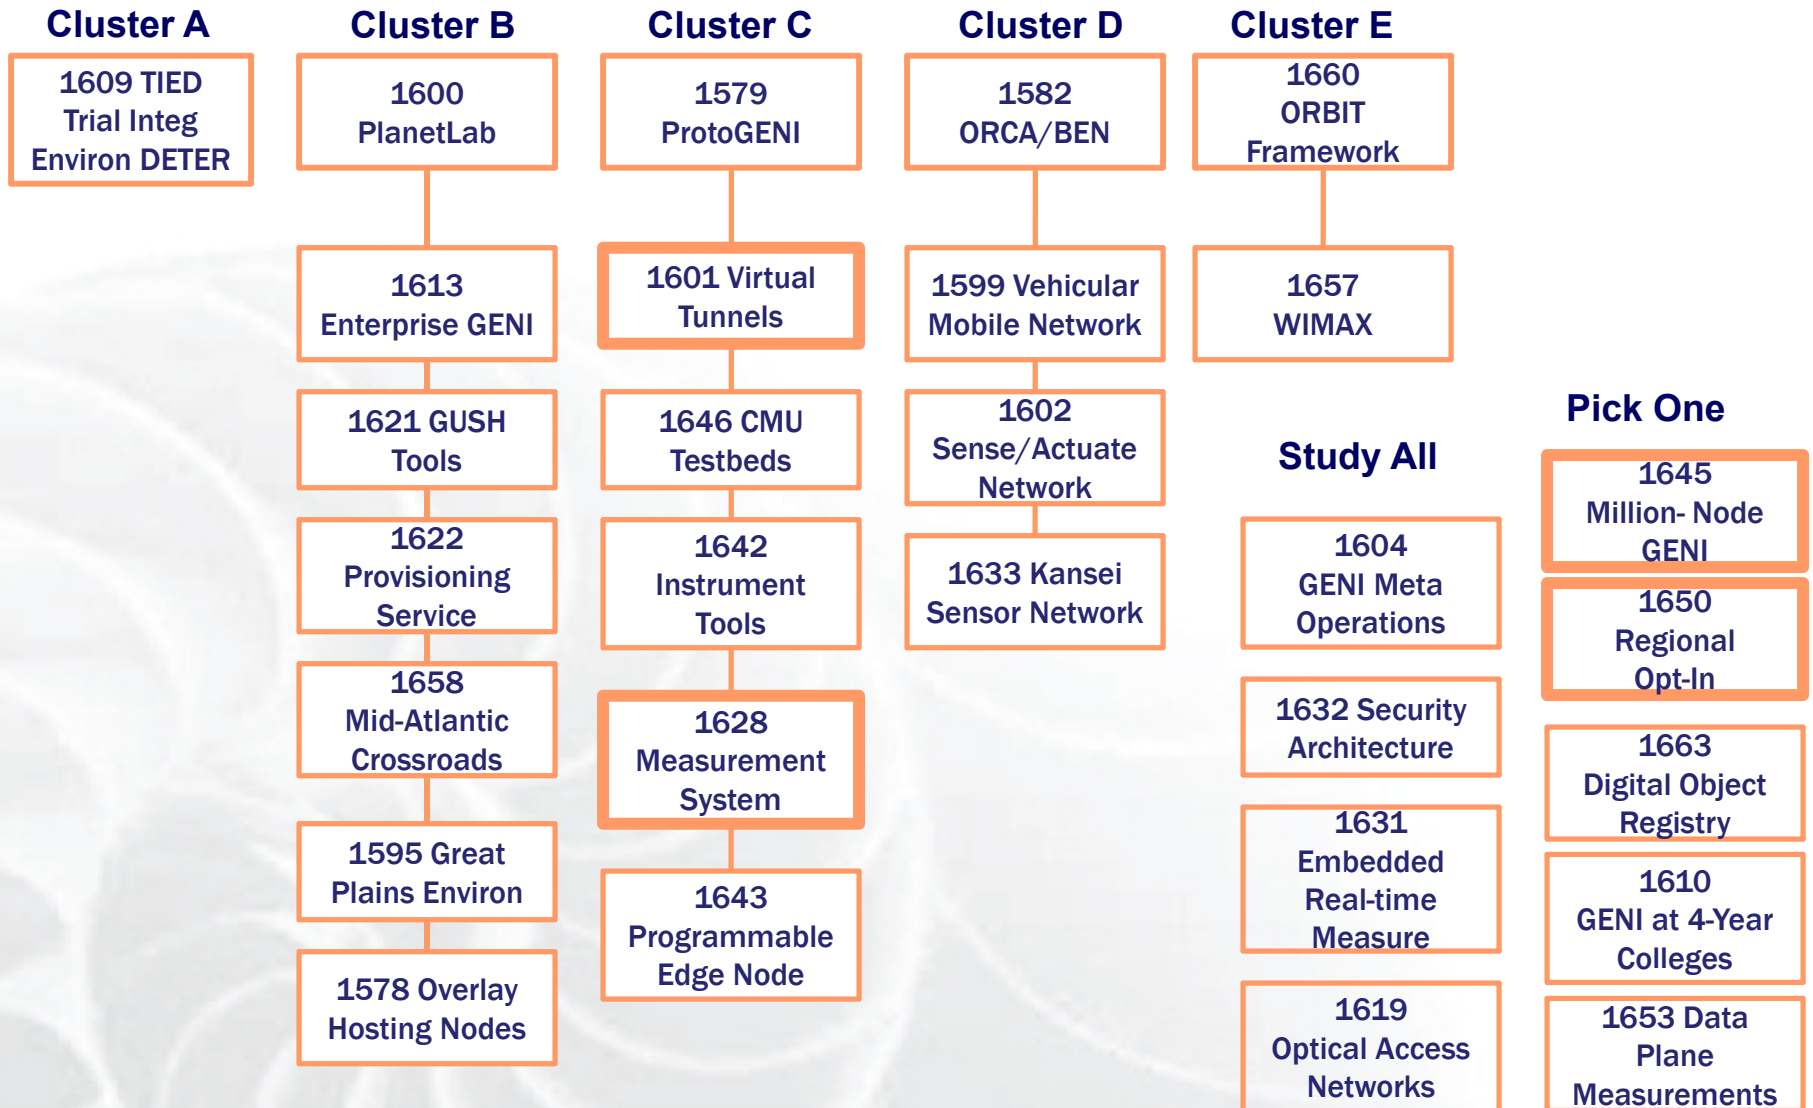 Cluster A
1609 TIED
Trial Integ
Environ DETER
Cluster B
1600
PlanetLab
1613
Enterprise GENI
1621 GUSH
Tools
1622
Provisioning
Service
1658
Mid-Atlantic
Crossroads
1595 Great
Plains Environ
1578 Overlay
Hosting Nodes
Cluster C
1579
ProtoGENI
1601 Virtual
Tunnels
1646 CMU
Testbeds
1642
Instrument
Tools
1628
Measurement
System
1643
Programmable
Edge Node
Cluster D
1582
ORCA/BEN
1599 Vehicular
Mobile Network
1602
Sense/Actuate
Network
1633 Kansei
Sensor Network
Cluster E
1660
ORBIT
Framework
1657
WIMAX
Study All
1604
GENI Meta
Operations
1632 Security
Architecture
1631
Embedded
Real-time
Measure
1619
Optical Access
Networks
Pick One
1645
Million- Node
GENI
1650
Regional
Opt-In
1663
Digital Object
Registry
1610
GENI at 4-Year
Colleges
1653 Data
Plane
Measurements